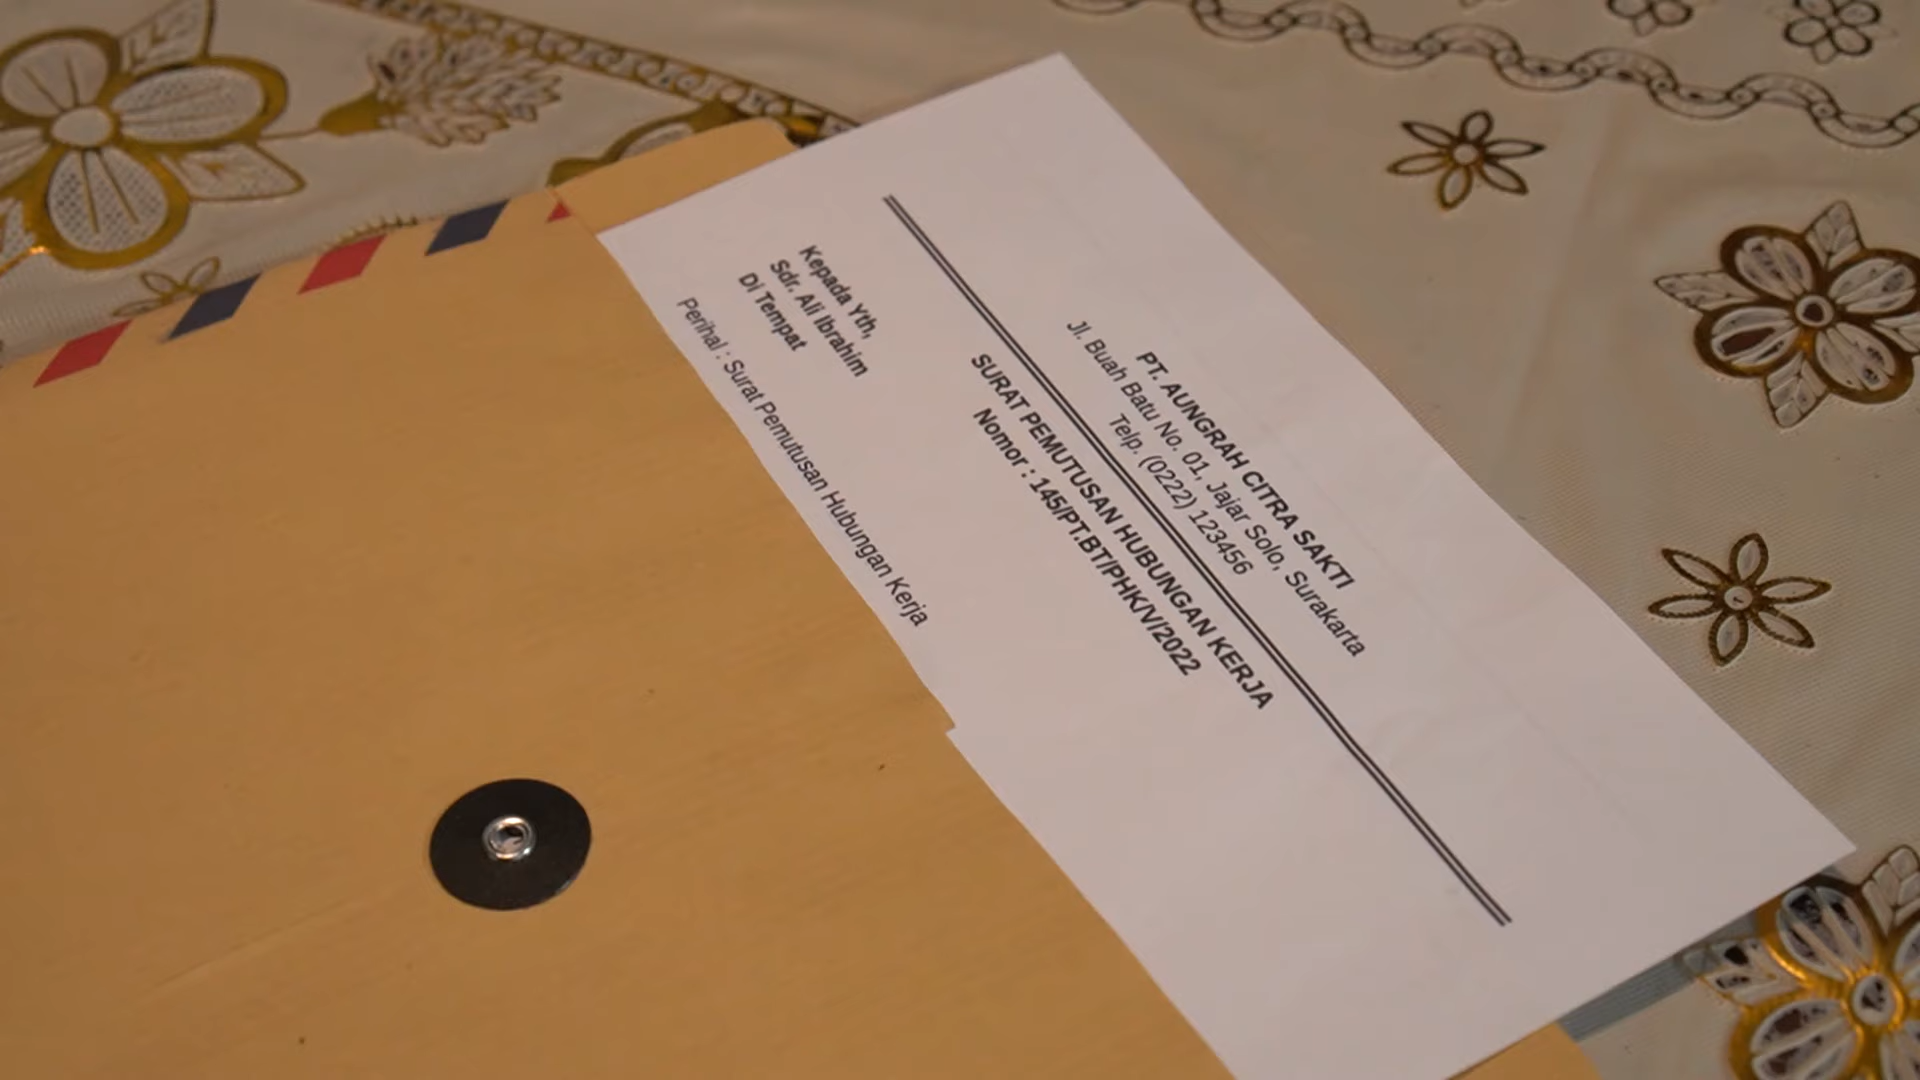 PT. AUNGRAH CITRA SAKTI
Jl. Buah Batu No. 01, Jajar Solo, Surakarta
Telp. (0222) 123456
SURAT PEMUTUSAN HUBUNGAN KERJA
Nomor : 145/PT.BT/PHK/V/2022
Kepada Yth,
Sdr. Ali Ibrahim
Di Tempat
Perihal : Surat Pemutusan Hubungan Kerja